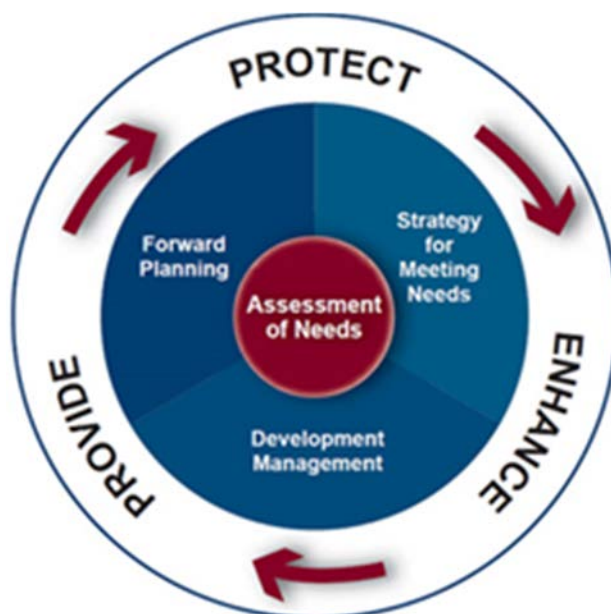 PROTECT
Forward
Planning
Strategy
for
Meeting
Needs
Assessment
of Needs
Development
Management
ENHANCE
PROVIDE